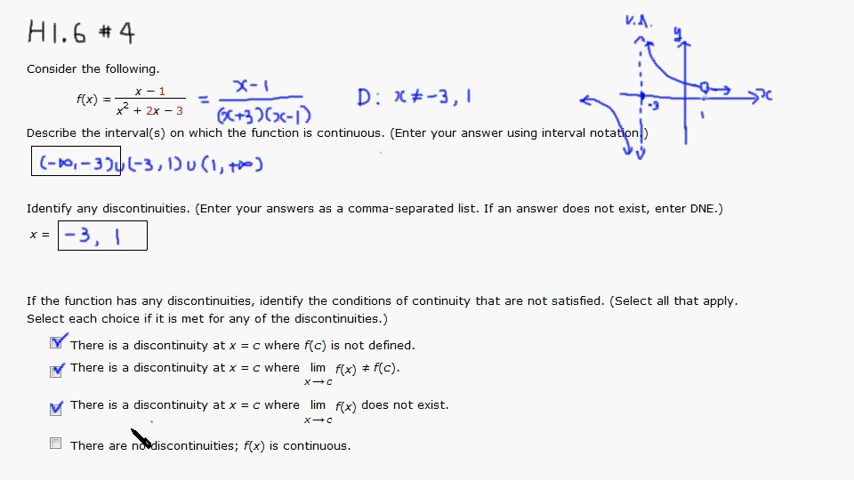 H1.6 #4
V.A.
y
Consider the following.
f(x) = x − 1 / x² + 2x − 3 = x-1 / (x+3)(x-1) D: x ≠ -3, 1
x
-3
1
Describe the interval(s) on which the function is continuous. (Enter your answer using interval notation.)
(-∞,-3)∪(-3,1)∪(1,+∞)
Identify any discontinuities. (Enter your answers as a comma-separated list. If an answer does not exist, enter DNE.)
x = -3, 1
If the function has any discontinuities, identify the conditions of continuity that are not satisfied. (Select all that apply.
Select each choice if it is met for any of the discontinuities.)
There is a discontinuity at x = c where f(c) is not defined.
There is a discontinuity at x = c where lim x→c f(x) ≠ f(c).
There is a discontinuity at x = c where lim x→c f(x) does not exist.
There are no discontinuities; f(x) is continuous.